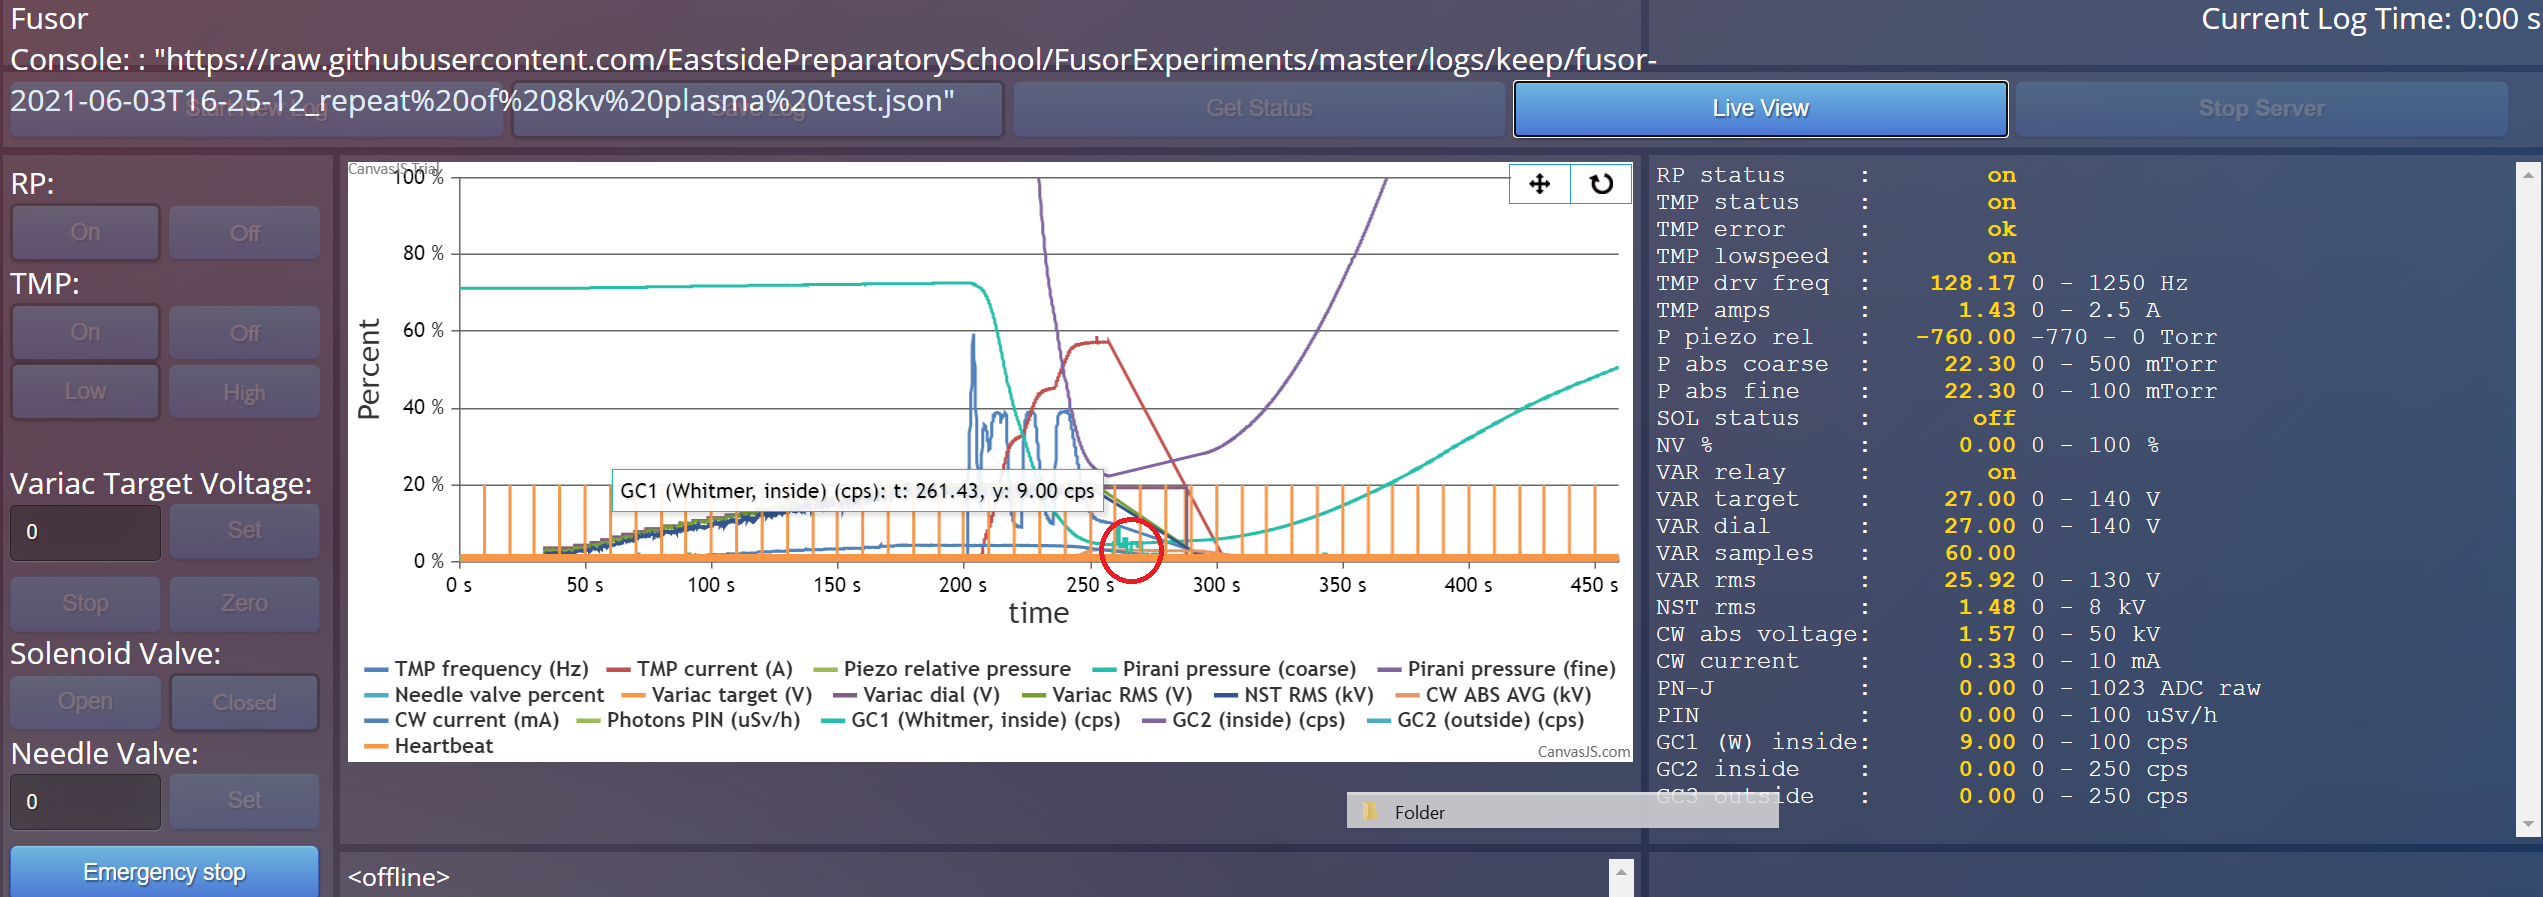 Fusor
Current Log Time: 0:00 s
Console: : "https://raw.githubusercontent.com/EastsidePreparatorySchool/FusorExperiments/master/logs/keep/fusor-
2021-06-03T16-25-12_repeat%20of%208kv%20plasma%20test.json"
Start New Log
Save Log
Get Status
Live View
Stop Server
RP:
On Off
TMP:
On Off
Low High
Variac Target Voltage:
0 Set
Stop Zero
Solenoid Valve:
Open Closed
Needle Valve:
0 Set
Emergency stop
CanvasJS Trial
100 %
80 %
60 %
40 %
20 %
0 %
Percent
GC1 (Whitmer, inside) (cps): t: 261.43, y: 9.00 cps
0 s 50 s 100 s 150 s 200 s 250 s 300 s 350 s 400 s 450 s
time
TMP frequency (Hz) TMP current (A) Piezo relative pressure Pirani pressure (coarse) Pirani pressure (fine)
Needle valve percent Variac target (V) Variac dial (V) Variac RMS (V) NST RMS (kV) CW ABS AVG (kV)
CW current (mA) Photons PIN (uSv/h) GC1 (Whitmer, inside) (cps) GC2 (inside) (cps) GC2 (outside) (cps)
Heartbeat
CanvasJS.com
Folder
<offline>
RP status : on
TMP status : on
TMP error : ok
TMP lowspeed : on
TMP drv freq : 128.17 0 - 1250 Hz
TMP amps : 1.43 0 - 2.5 A
P piezo rel : -760.00 -770 - 0 Torr
P abs coarse : 22.30 0 - 500 mTorr
P abs fine : 22.30 0 - 100 mTorr
SOL status : off
NV % : 0.00 0 - 100 %
VAR relay : on
VAR target : 27.00 0 - 140 V
VAR dial : 27.00 0 - 140 V
VAR samples : 60.00
VAR rms : 25.92 0 - 130 V
NST rms : 1.48 0 - 8 kV
CW abs voltage: 1.57 0 - 50 kV
CW current : 0.33 0 - 10 mA
PN-J : 0.00 0 - 1023 ADC raw
PIN : 0.00 0 - 100 uSv/h
GC1 (W) inside: 9.00 0 - 100 cps
GC2 inside : 0.00 0 - 250 cps
GC3 outside : 0.00 0 - 250 cps